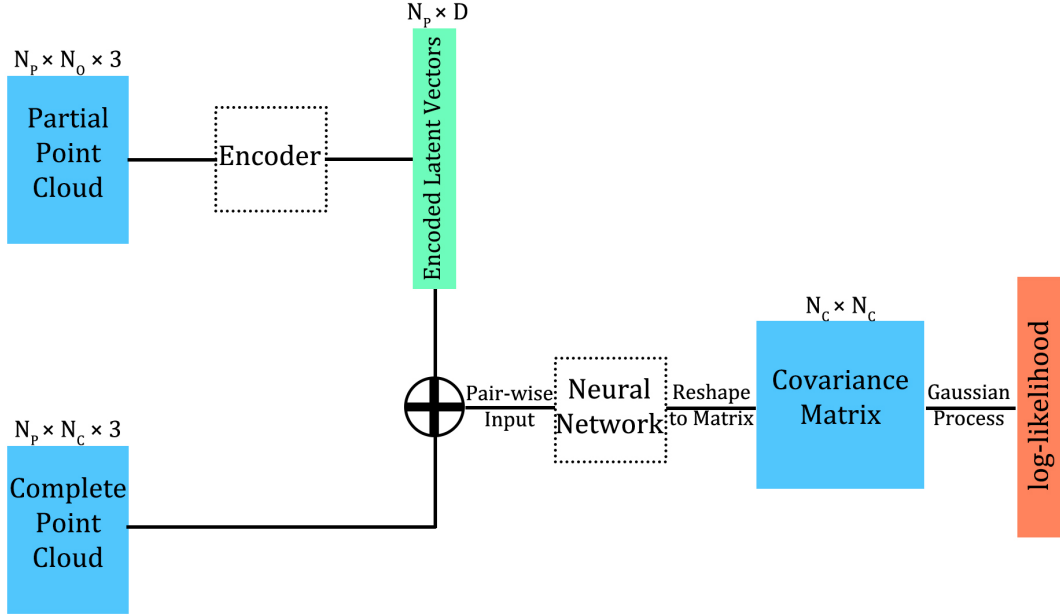 N_P × N_O × 3
Partial
Point
Cloud
Encoder
N_P × D
Encoded Latent Vectors
N_P × N_C × 3
Complete
Point
Cloud
Pair-wise
Input
Neural
Network
Reshape
to Matrix
N_C × N_C
Covariance
Matrix
Gaussian
Process
log-likelihood